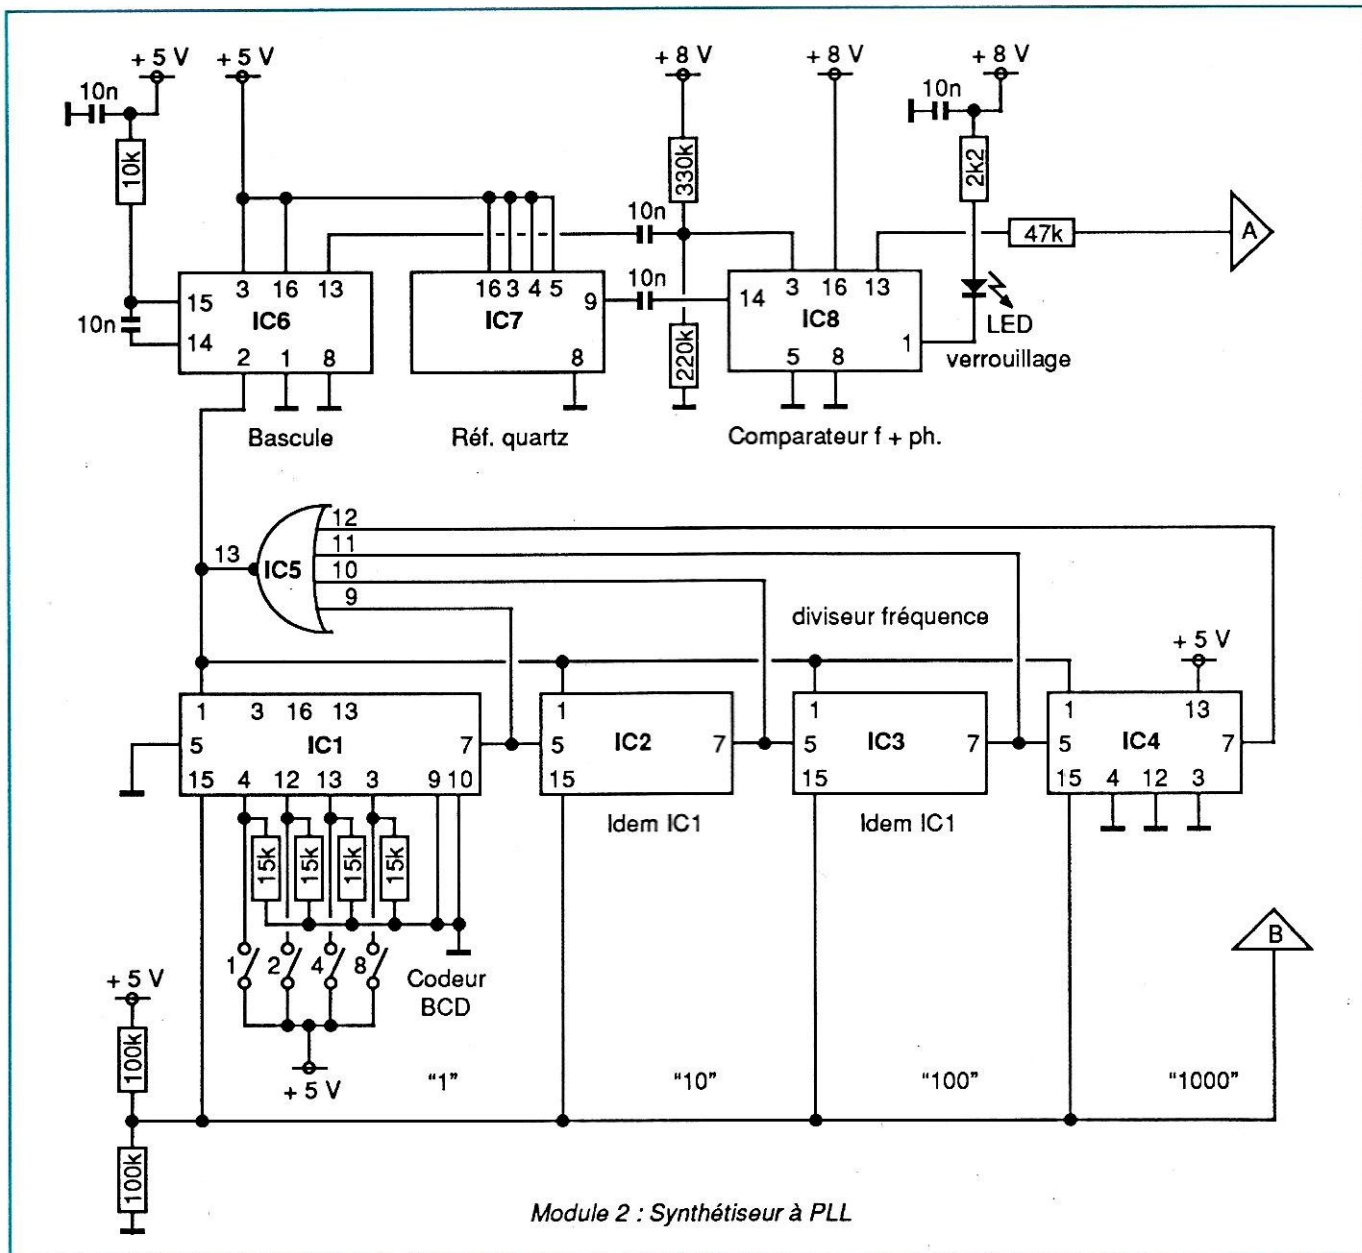 + 5 V + 5 V + 8 V + 8 V + 8 V
10n 10n
10k 330k 2k2
10n 47k A
3 16 13 16 3 4 5 3 16 13
15 IC6 IC7 9 10n 14 IC8 LED
10n 14 1 verrouillage
2 1 8 8 220k 5 8
Bascule Réf. quartz Comparateur f + ph.
12
11
13 IC5 10
9
diviseur fréquence
+ 5 V
1 3 16 13 1 1 1 13
5 IC1 7 5 IC2 7 5 IC3 7 5 IC4 7
15 4 12 13 3 9 10 15 15 15 4 12 3
Idem IC1 Idem IC1
15k 15k 15k 15k
B
1 2 4 8 Codeur
BCD
+ 5 V
100k + 5 V "1" "10" "100" "1000"
100k
Module 2 : Synthétiseur à PLL